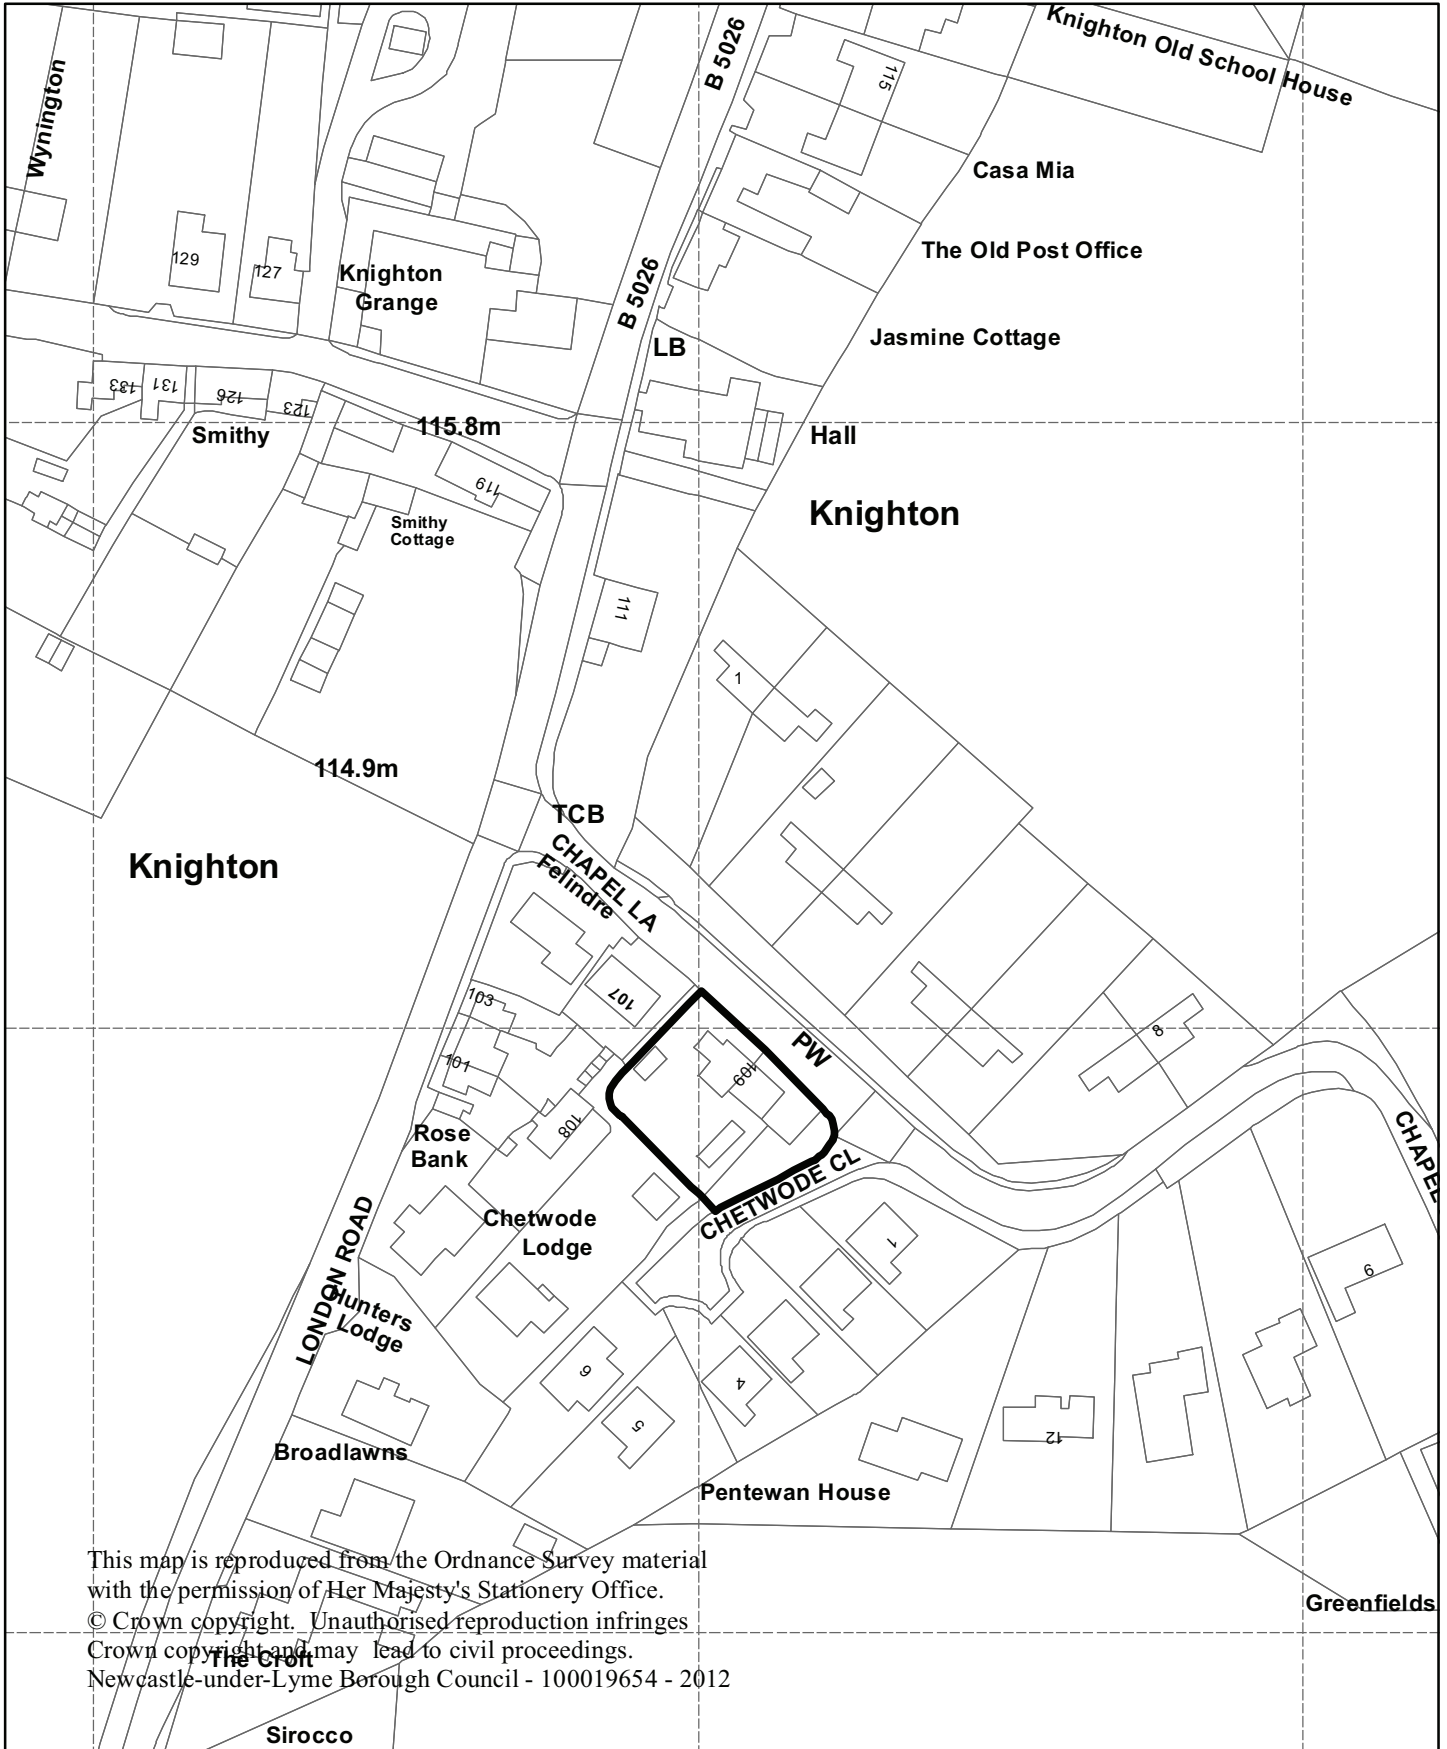 B 5026
Knighton Old School House
Wynington
115
Casa Mia
The Old Post Office
129
127
Knighton
Grange
B 5026
LB
Jasmine Cottage
133
131
126
123
Smithy
115.8m
Hall
119
Smithy
Cottage
Knighton
111
1
114.9m
TCB
CHAPEL LA
Felindre
Knighton
103
107
101
PW
109
8
108
Rose
Bank
CHETWODE CL
CHAPEL
Chetwode
Lodge
1
9
LONDON ROAD
Hunters
Lodge
6
4
5
12
Broadlawns
Pentewan House
This map is reproduced from the Ordnance Survey material
with the permission of Her Majesty's Stationery Office.
© Crown copyright. Unauthorised reproduction infringes
Crown copyright and may lead to civil proceedings.
Newcastle-under-Lyme Borough Council - 100019654 - 2012
Greenfields
The Croft
Sirocco